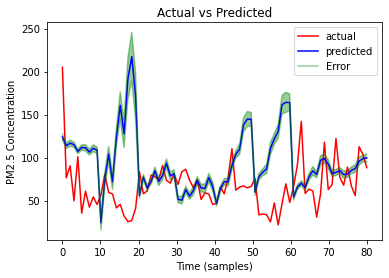 Actual vs Predicted
PM2.5 Concentration
250
200
150
100
50
actual
predicted
Error
0 10 20 30 40 50 60 70 80
Time (samples)